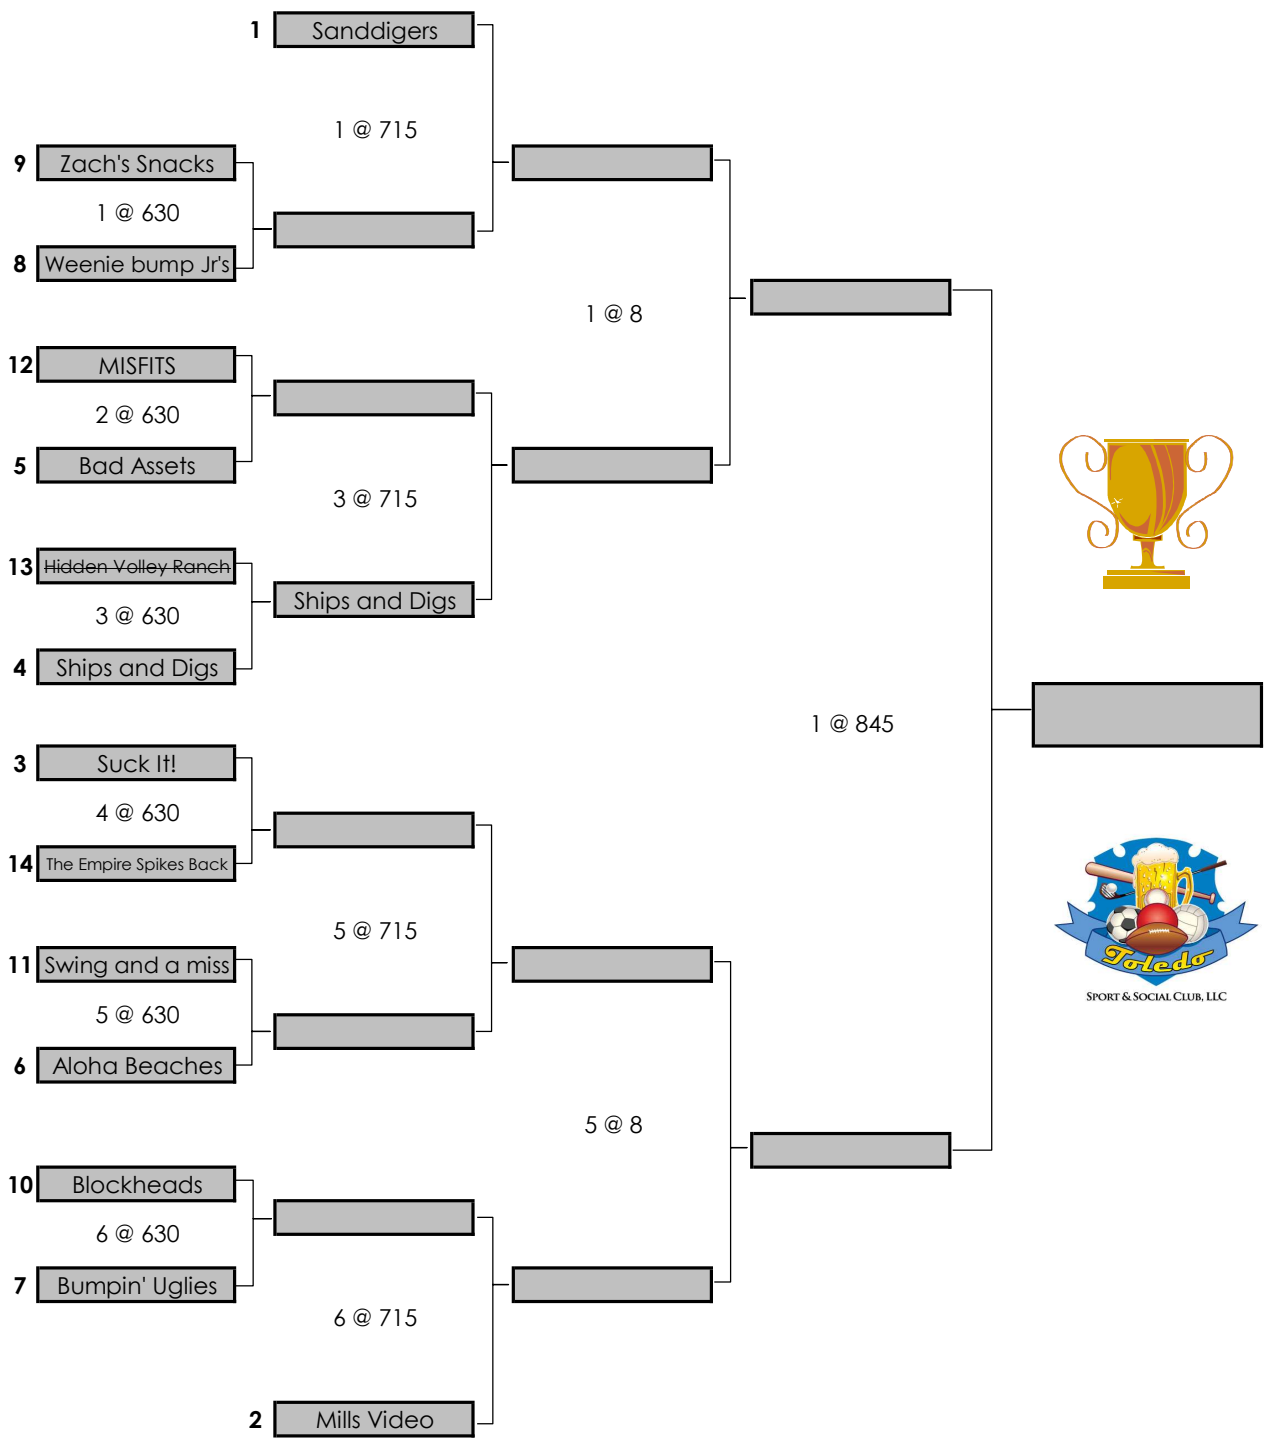 1 Sanddigers
1 @ 715
9 Zach's Snacks
1 @ 630
8 Weenie bump Jr's
1 @ 8
12 MISFITS
2 @ 630
5 Bad Assets
3 @ 715
13 Hidden Volley Ranch
3 @ 630
Ships and Digs
4 Ships and Digs
1 @ 845
3 Suck It!
4 @ 630
14 The Empire Spikes Back
5 @ 715
11 Swing and a miss
5 @ 630
6 Aloha Beaches
Toledo
SPORT & SOCIAL CLUB, LLC
5 @ 8
10 Blockheads
6 @ 630
7 Bumpin' Uglies
6 @ 715
2 Mills Video